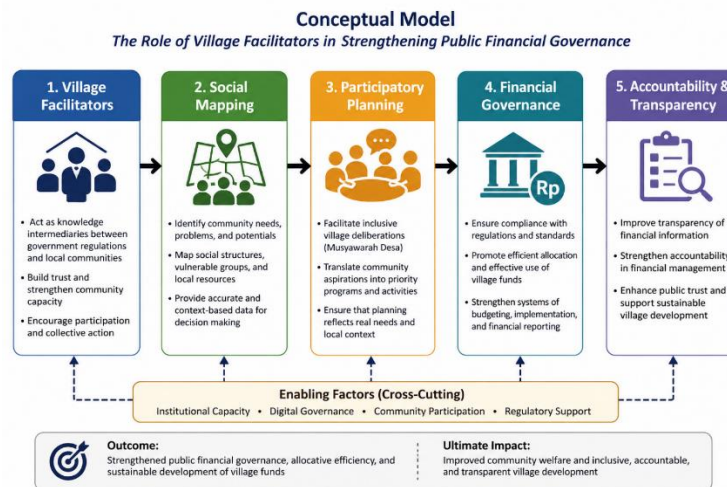 Conceptual Model
The Role of Village Facilitators in Strengthening Public Financial Governance
1. Village
Facilitators
• Act as knowledge
intermediaries between
government regulations
and local communities
• Build trust and
strengthen community
capacity
• Encourage participation
and collective action
2. Social
Mapping
• Identify community needs,
problems, and potentials
• Map social structures,
vulnerable groups, and
local resources
• Provide accurate and
context-based data for
decision making
3. Participatory
Planning
• Facilitate inclusive
village deliberations
(Musyawarah Desa)
• Translate community
aspirations into priority
programs and activities
• Ensure that planning
reflects real needs and
local context
4. Financial
Governance
Rp
• Ensure compliance with
regulations and standards
• Promote efficient allocation
and effective use of
village funds
• Strengthen systems of
budgeting, implementation,
and financial reporting
5. Accountability &
Transparency
• Improve transparency of
financial information
• Strengthen accountability
in financial management
• Enhance public trust and
support sustainable
village development
Enabling Factors (Cross-Cutting)
Institutional Capacity • Digital Governance • Community Participation • Regulatory Support
Outcome:
Strengthened public financial governance, allocative efficiency, and
sustainable development of village funds
Ultimate Impact:
Improved community welfare and inclusive, accountable,
and transparent village development